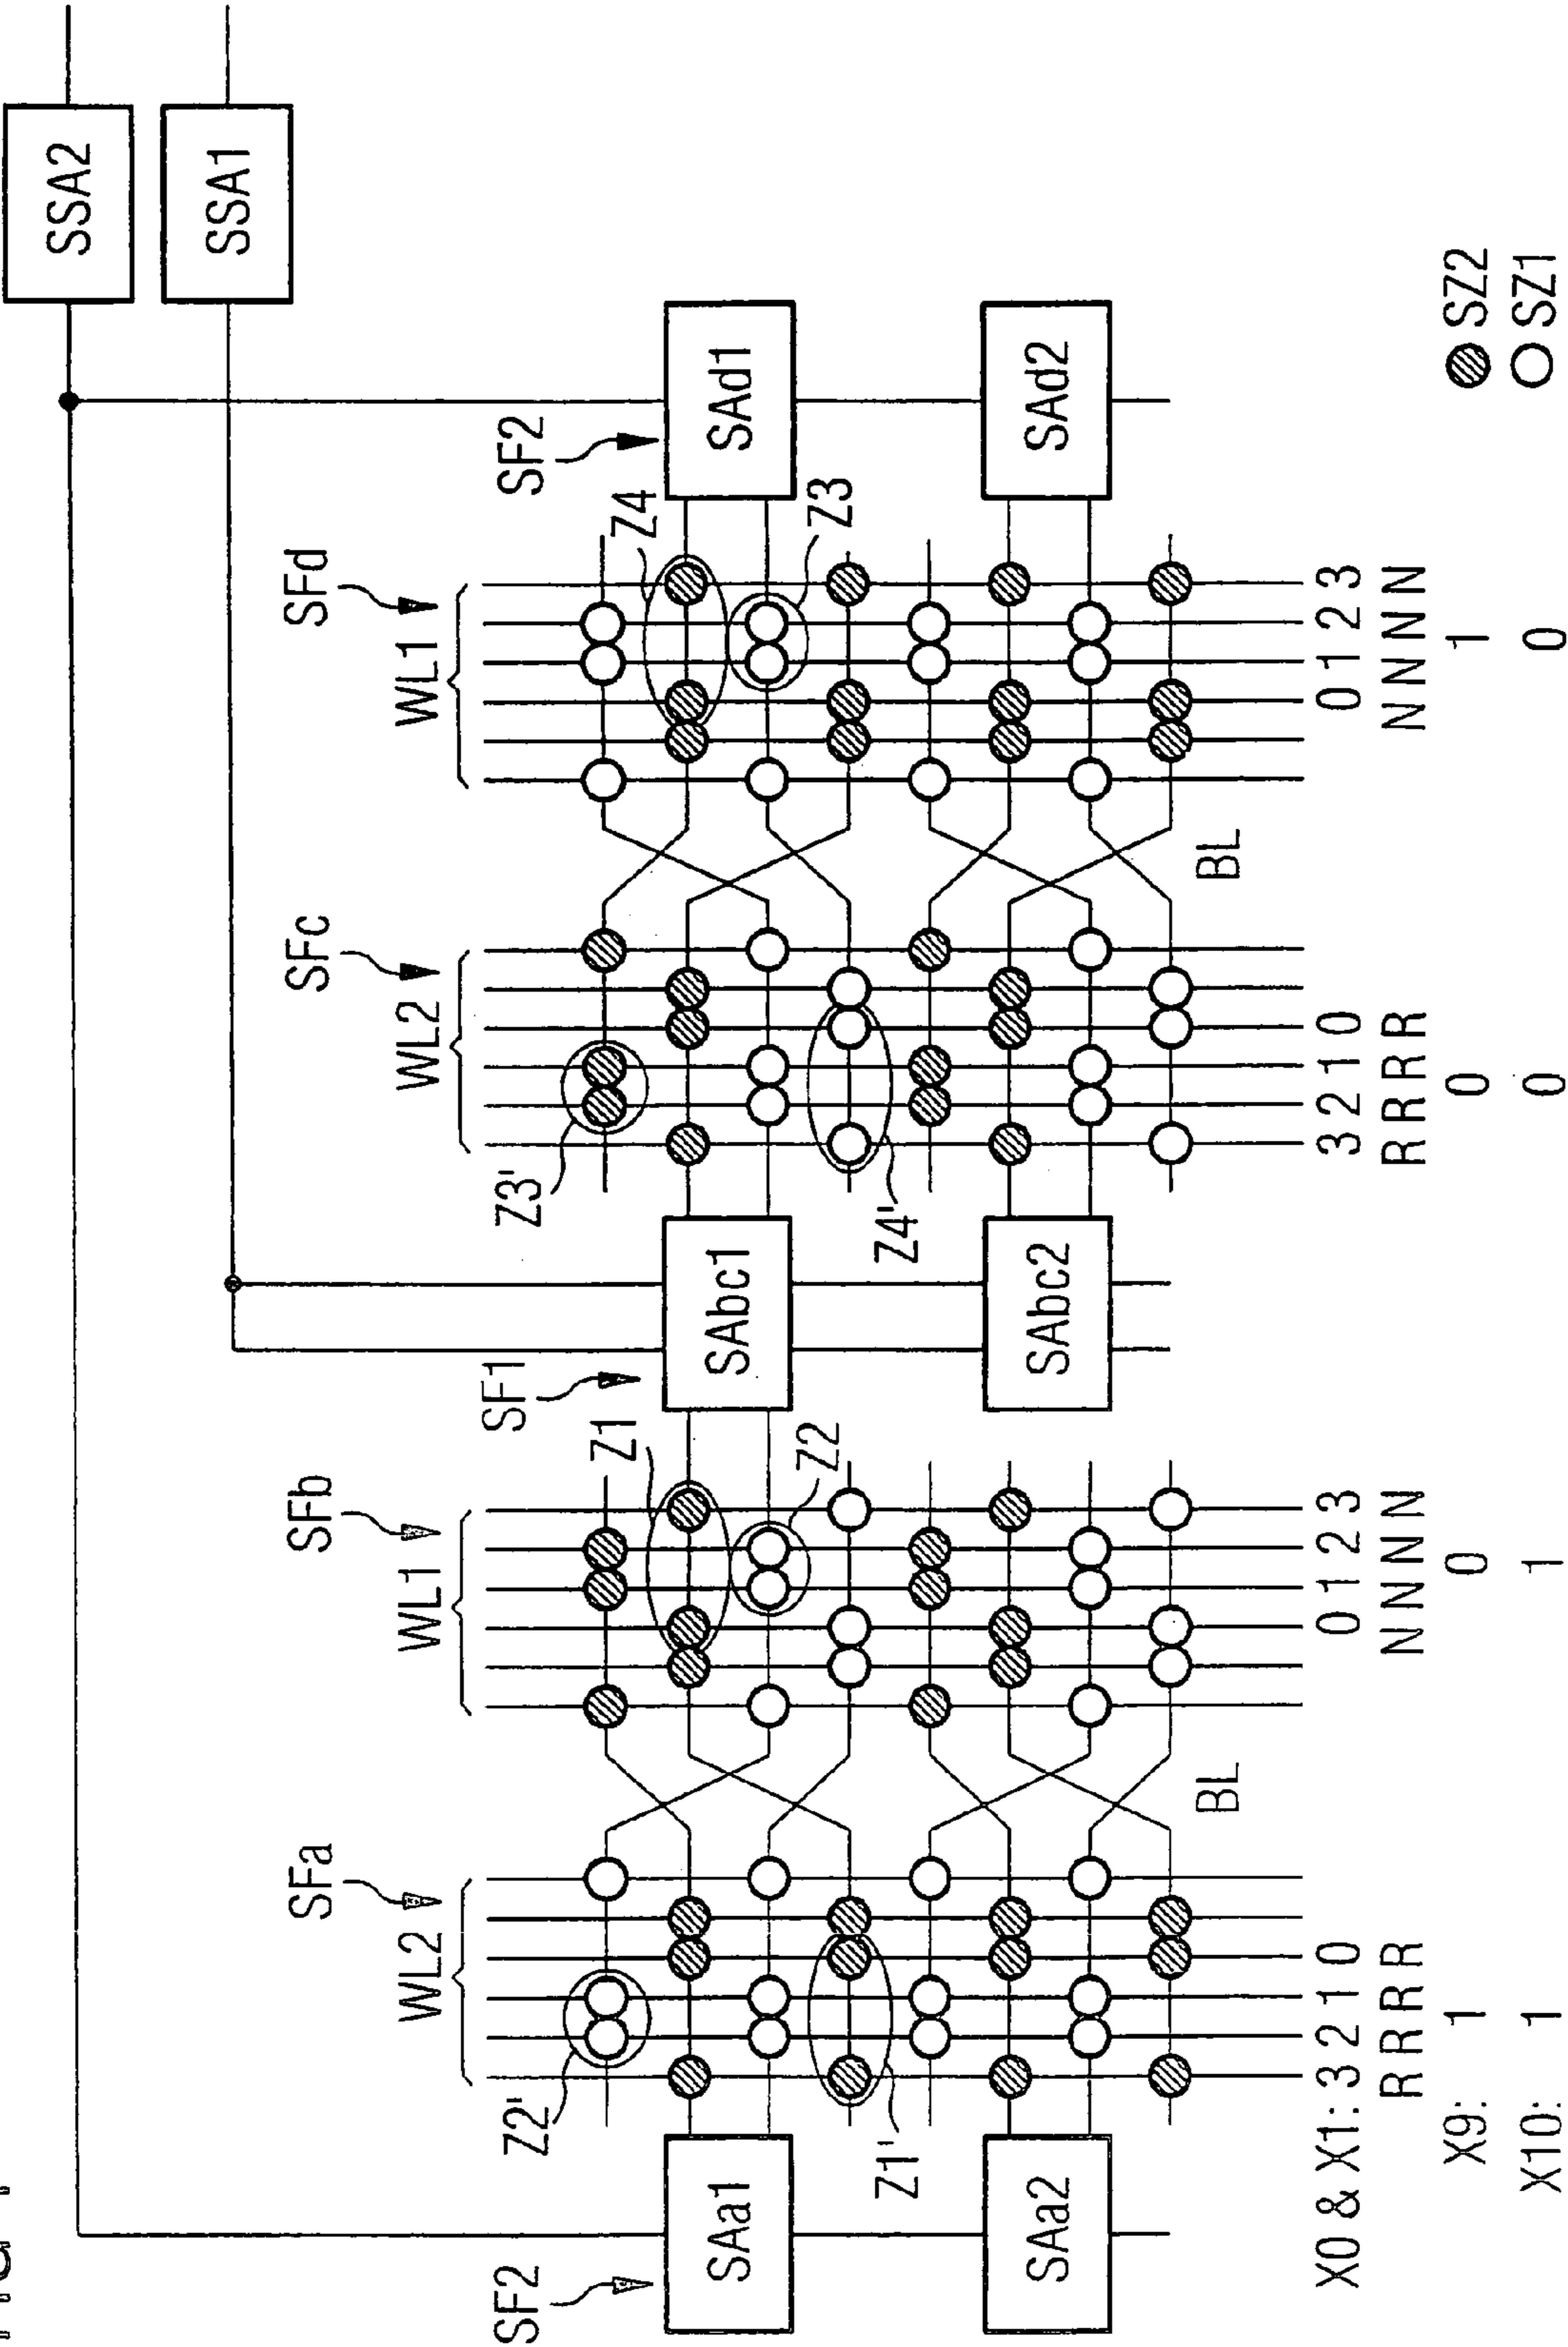 SSA2
SSA1
SFa SFb SFc SFd
WL2 WL1 WL2 WL1
SF2 Z2' SF1 Z3' SF2
Z1 Z4
SAa1 SAbc1 SAd1
Z2 Z3
Z1' Z4'
SAa2 SAbc2 SAd2
BL BL
X0 & X1: 3 2 1 0 0 1 2 3 3 2 1 0 0 1 2 3
R R R R N N N N R R R R N N N N
X9: 1 0 0 1 SZ2
X10: 1 1 0 0 SZ1